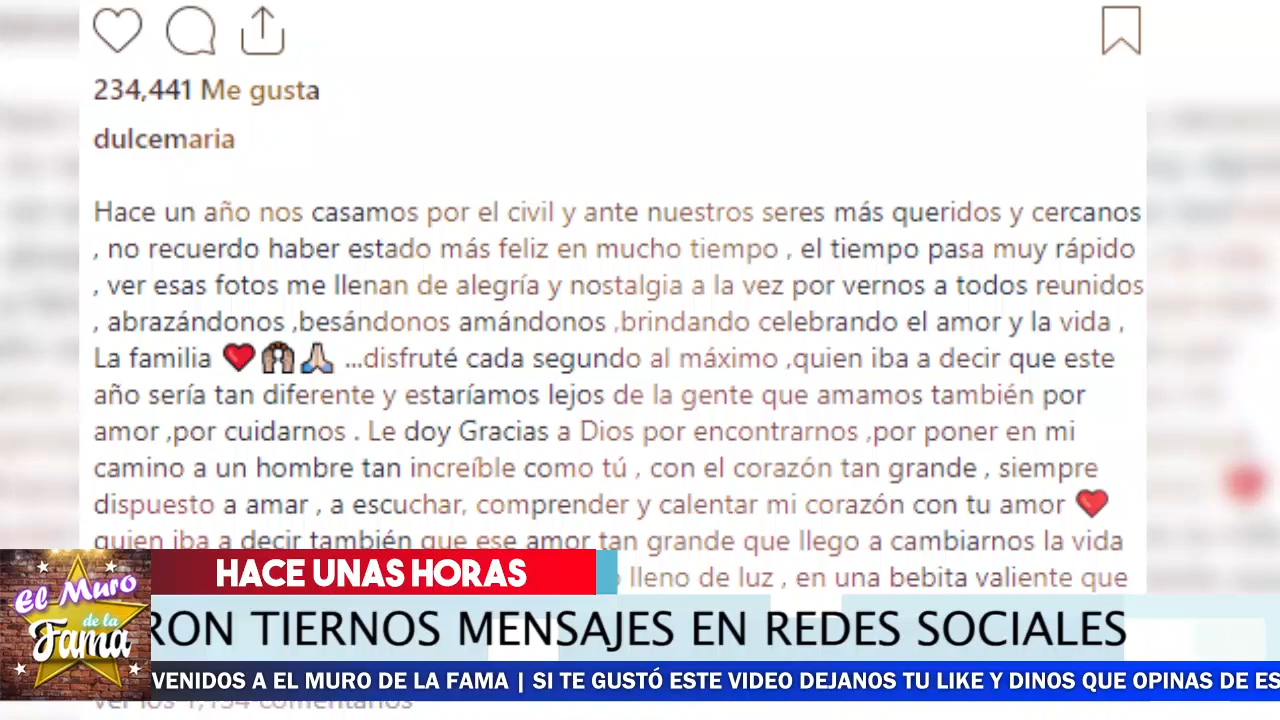 234,441 Me gusta
dulcemaria
Hace un año nos casamos por el civil y ante nuestros seres más queridos y cercanos
, no recuerdo haber estado más feliz en mucho tiempo , el tiempo pasa muy rápido
, ver esas fotos me llenan de alegría y nostalgia a la vez por vernos a todos reunidos
, abrazándonos ,besándonos amándonos ,brindando celebrando el amor y la vida ,
La familia ❤️🙌🙏 ...disfruté cada segundo al máximo ,quien iba a decir que este
año sería tan diferente y estaríamos lejos de la gente que amamos también por
amor ,por cuidarnos . Le doy Gracias a Dios por encontrarnos ,por poner en mi
camino a un hombre tan increíble como tú , con el corazón tan grande , siempre
dispuesto a amar , a escuchar, comprender y calentar mi corazón con tu amor ❤️
quien iba a decir también que ese amor tan grande que llego a cambiarnos la vida
lleno de luz , en una bebita valiente que
HACE UNAS HORAS
El Muro
de la
Fama
RON TIERNOS MENSAJES EN REDES SOCIALES
VENIDOS A EL MURO DE LA FAMA | SI TE GUSTÓ ESTE VIDEO DEJANOS TU LIKE Y DINOS QUE OPINAS DE ES